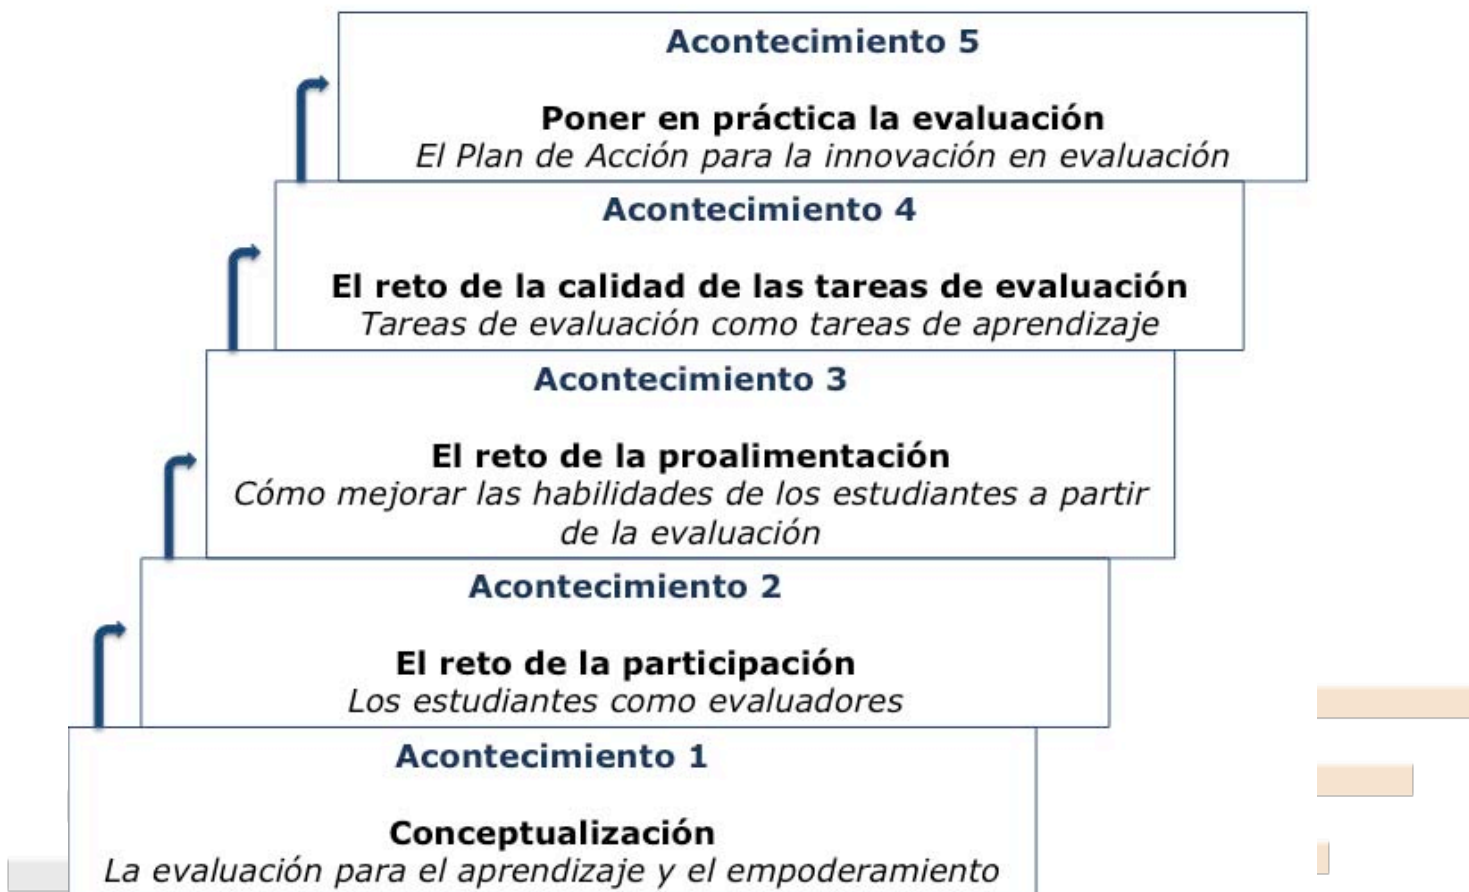 Acontecimiento 5
Poner en práctica la evaluación
El Plan de Acción para la innovación en evaluación
Acontecimiento 4
El reto de la calidad de las tareas de evaluación
Tareas de evaluación como tareas de aprendizaje
Acontecimiento 3
El reto de la proalimentación
Cómo mejorar las habilidades de los estudiantes a partir
de la evaluación
Acontecimiento 2
El reto de la participación
Los estudiantes como evaluadores
Acontecimiento 1
Conceptualización
La evaluación para el aprendizaje y el empoderamiento